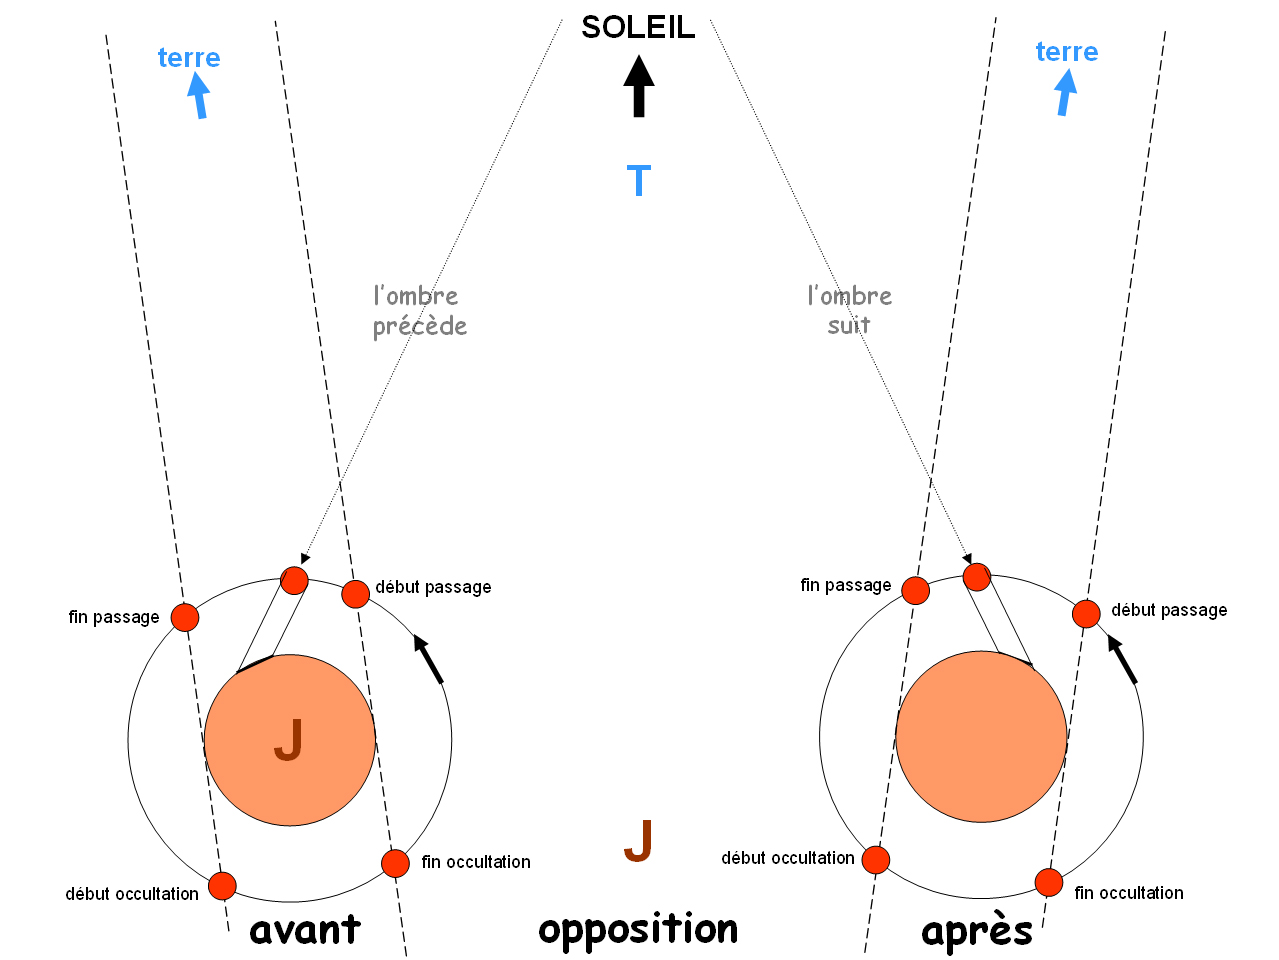 SOLEIL
terre
terre
T
l'ombre
précède
l'ombre
suit
début passage
fin passage
fin passage
début passage
J
J
fin occultation
début occultation
début occultation
fin occultation
avant
opposition
après